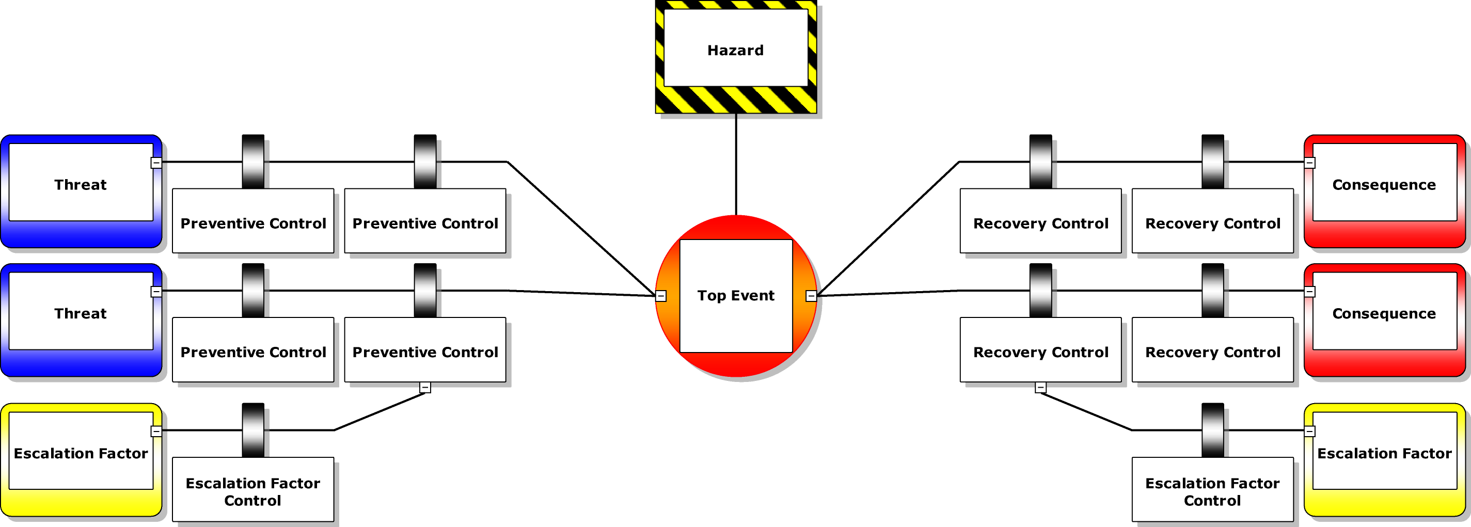 Hazard
Threat
Preventive Control
Preventive Control
Recovery Control
Recovery Control
Consequence
Top Event
Threat
Preventive Control
Preventive Control
Recovery Control
Recovery Control
Consequence
Escalation Factor
Escalation Factor
Control
Escalation Factor
Control
Escalation Factor